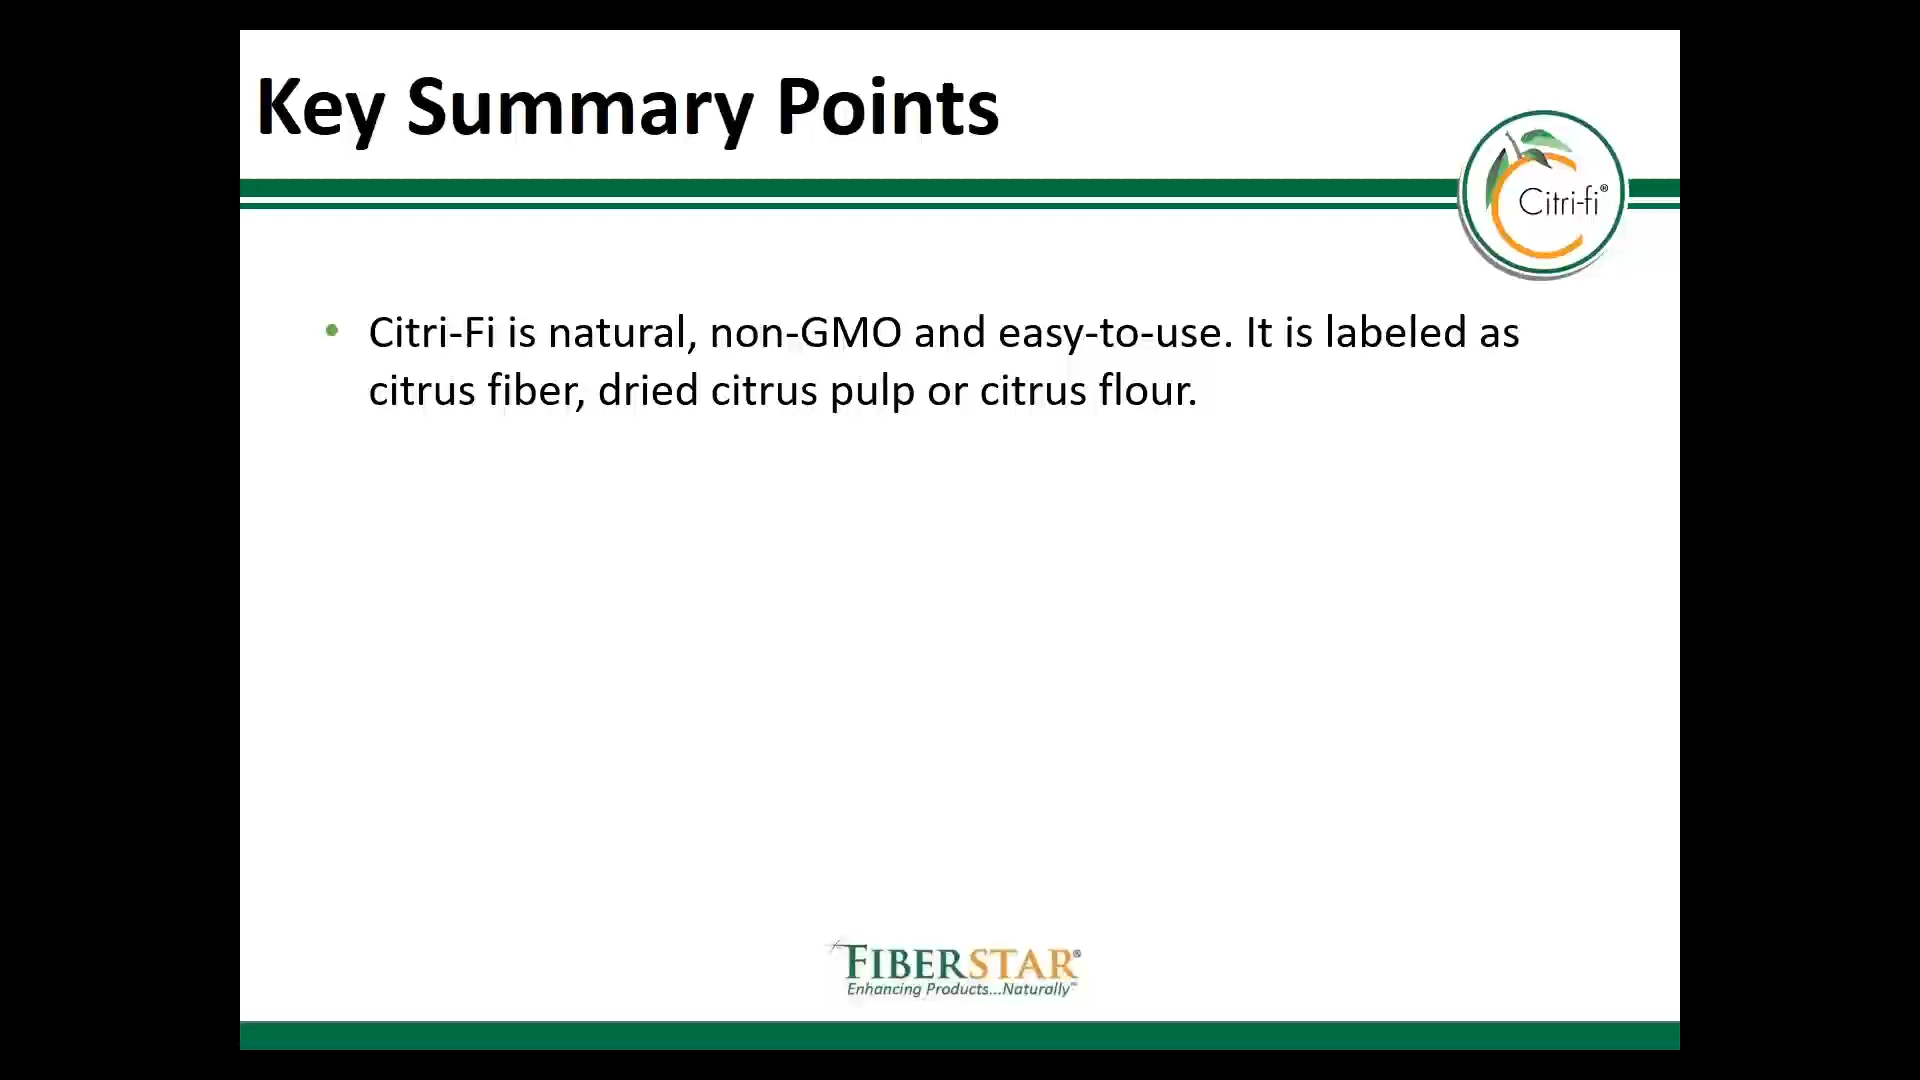 Key Summary Points
Citri-fi®
• Citri-Fi is natural, non-GMO and easy-to-use. It is labeled as
citrus fiber, dried citrus pulp or citrus flour.
FIBERSTAR®
Enhancing Products...Naturally™